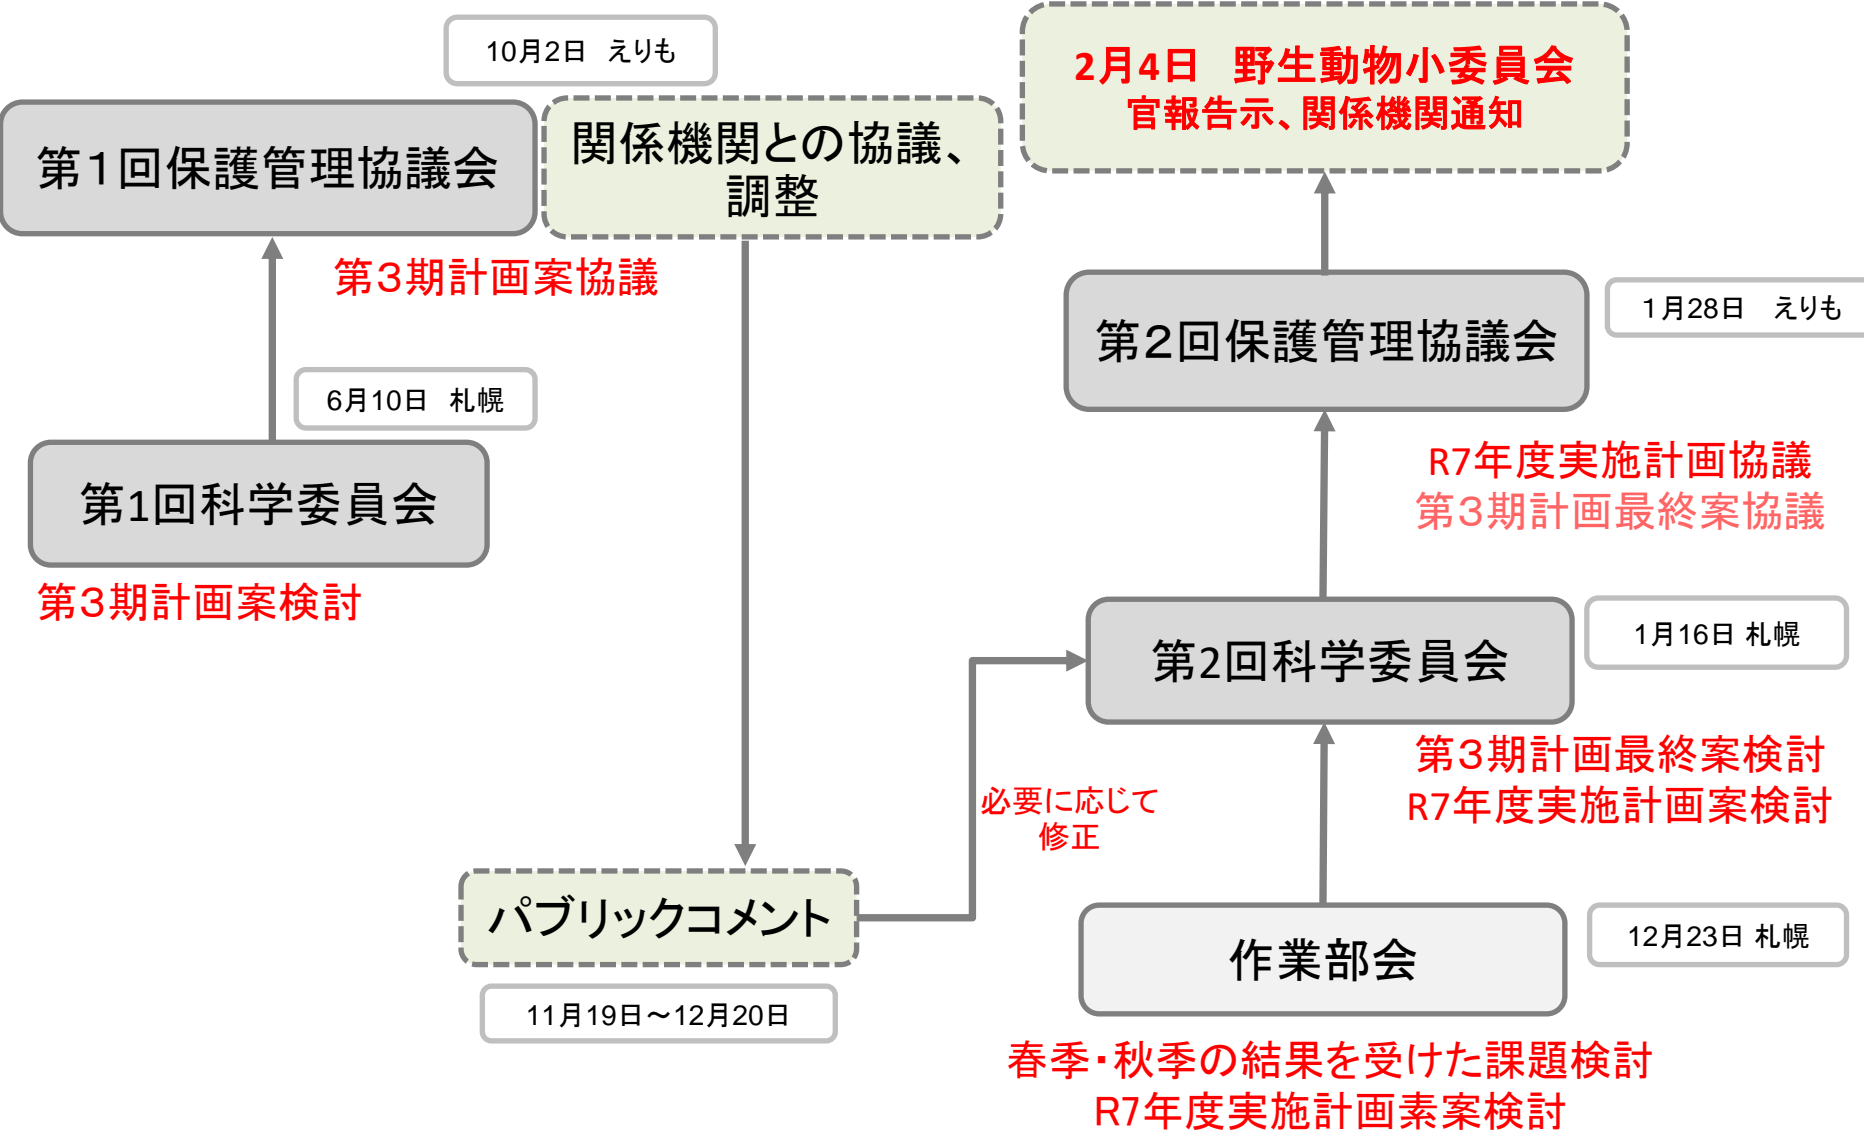 10月2日　えりも
第１回保護管理協議会
関係機関との協議、
調整
第３期計画案協議
6月10日　札幌
第1回科学委員会
第３期計画案検討
パブリックコメント
11月19日～12月20日
必要に応じて
修正
2月4日　野生動物小委員会
官報告示、関係機関通知
第２回保護管理協議会
１月28日　えりも
R7年度実施計画協議
第３期計画最終案協議
第2回科学委員会
1月16日 札幌
第３期計画最終案検討
R7年度実施計画案検討
作業部会
12月23日 札幌
春季・秋季の結果を受けた課題検討
R7年度実施計画素案検討